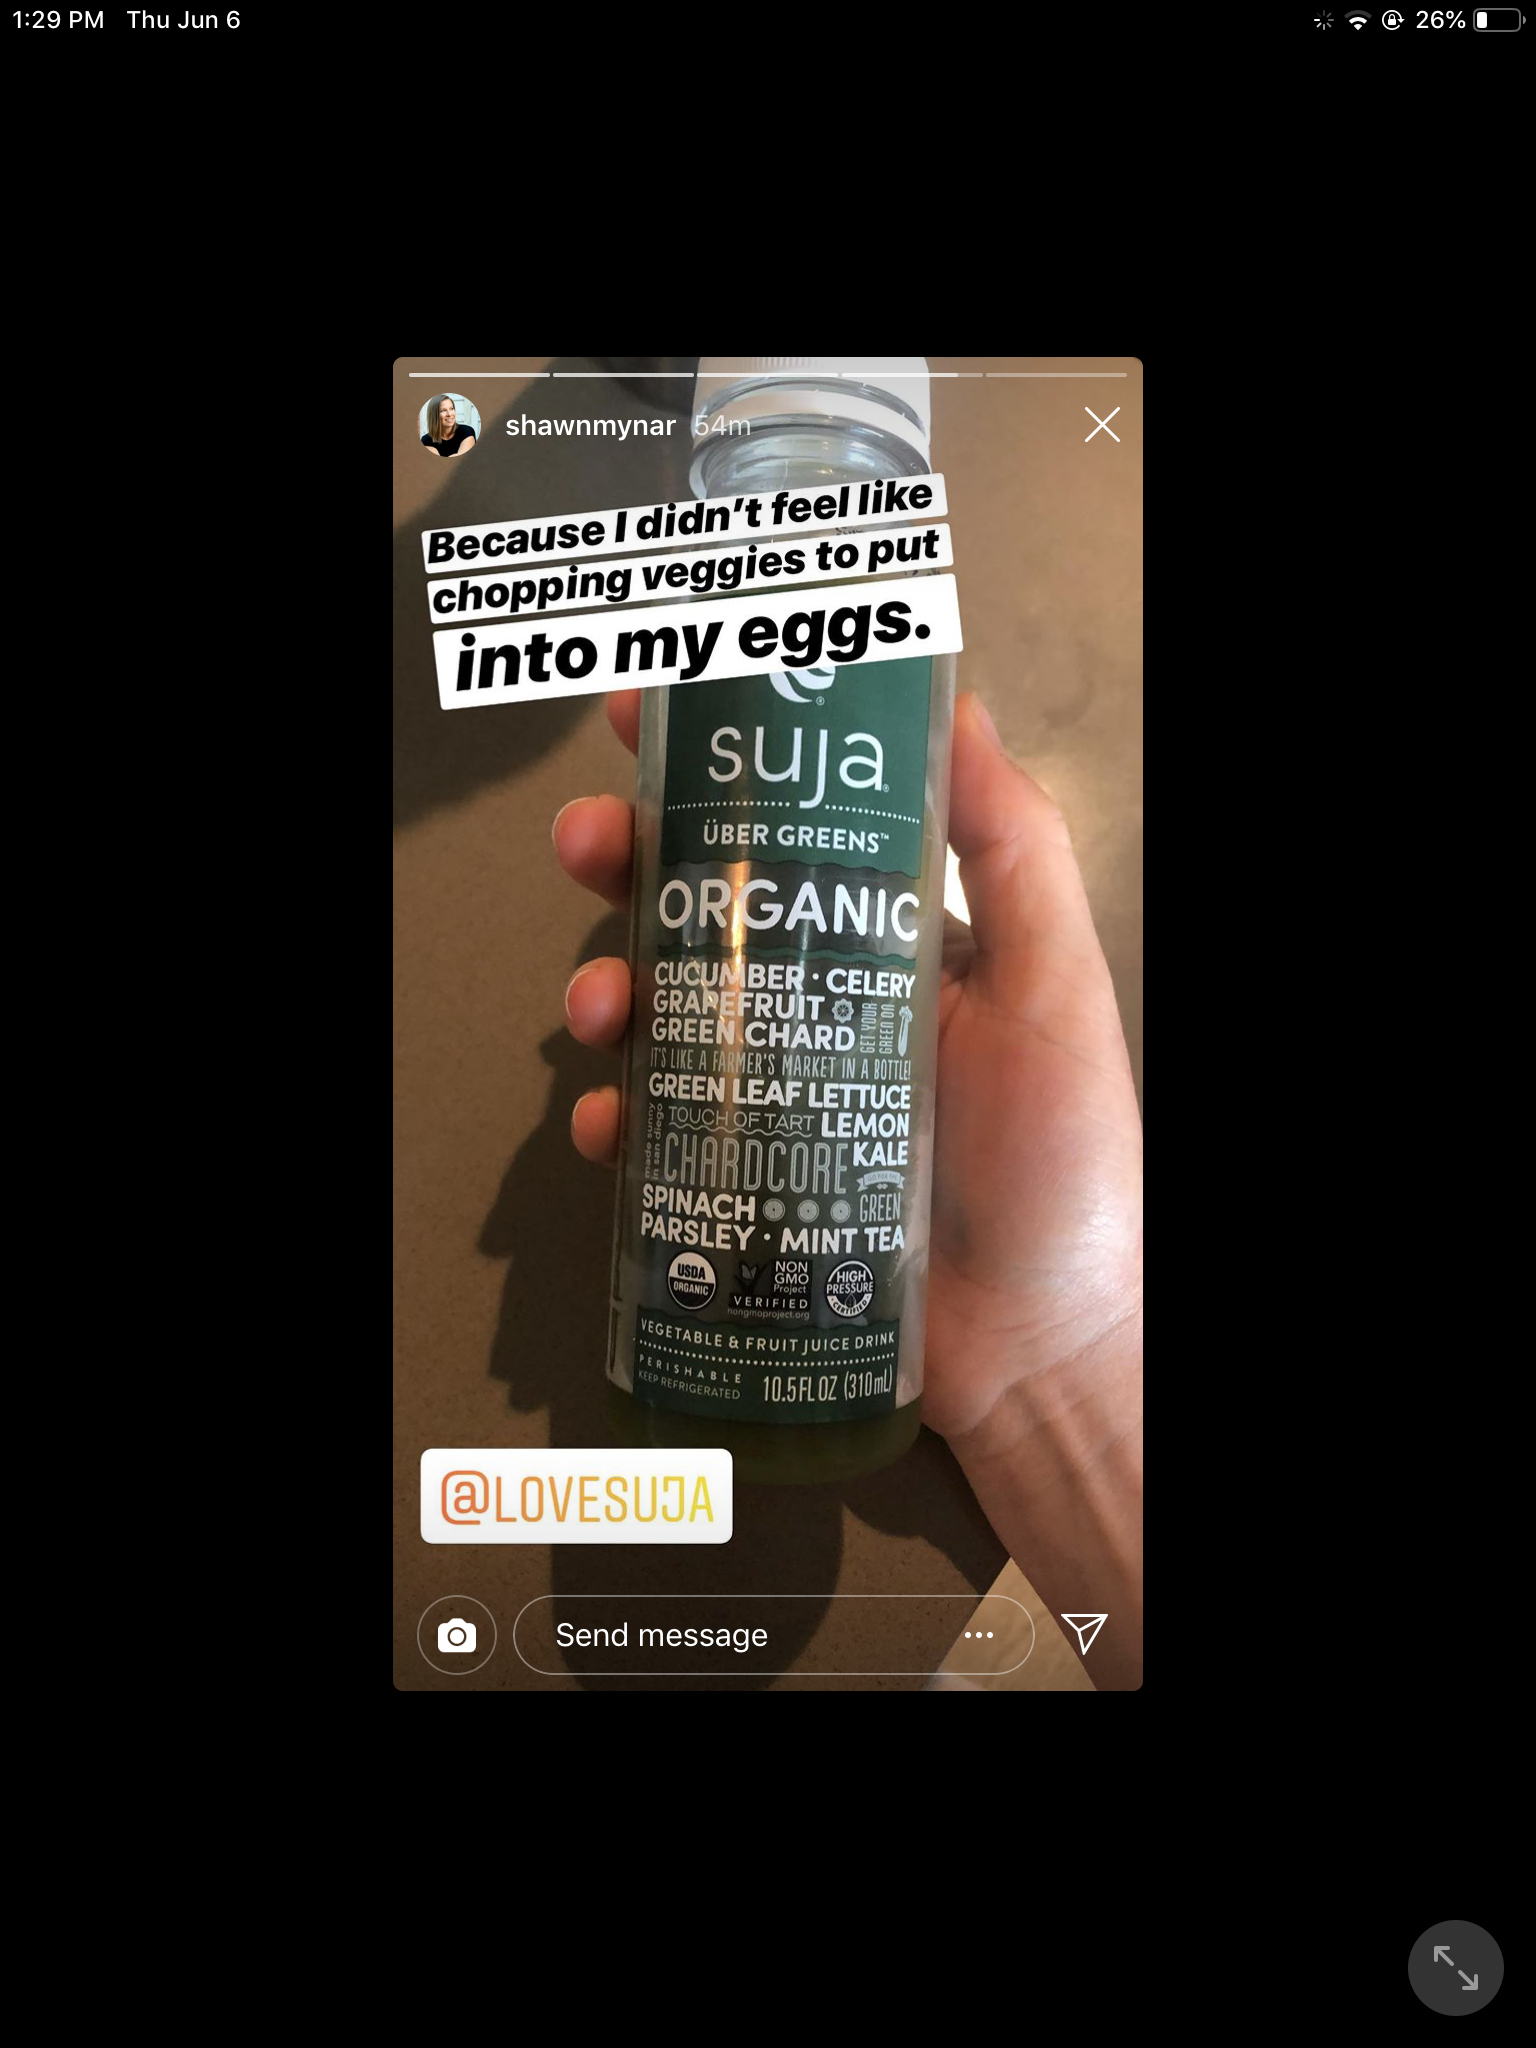 1:29 PM Thu Jun 6
26%
shawnmynar 54m
Because I didn't feel like
chopping veggies to put
into my eggs.
suja®
ÜBER GREENS™
ORGANIC
CUCUMBER · CELERY
GRAPEFRUIT
GREEN CHARD
GET YOUR
GREEN ON
IT'S LIKE A FARMER'S MARKET IN A BOTTLE!
GREEN LEAF LETTUCE
TOUCH OF TART LEMON
made sunny
in san diego
CHARDCORE KALE
SPINACH
GREEN
PARSLEY · MINT TEA
USDA
ORGANIC
NON
GMO
Project
VERIFIED
nongmoproject.org
HIGH
PRESSURE
CERTIFIED
VEGETABLE & FRUIT JUICE DRINK
PERISHABLE
KEEP REFRIGERATED
10.5 FL OZ (310mL)
@LOVESUJA
Send message